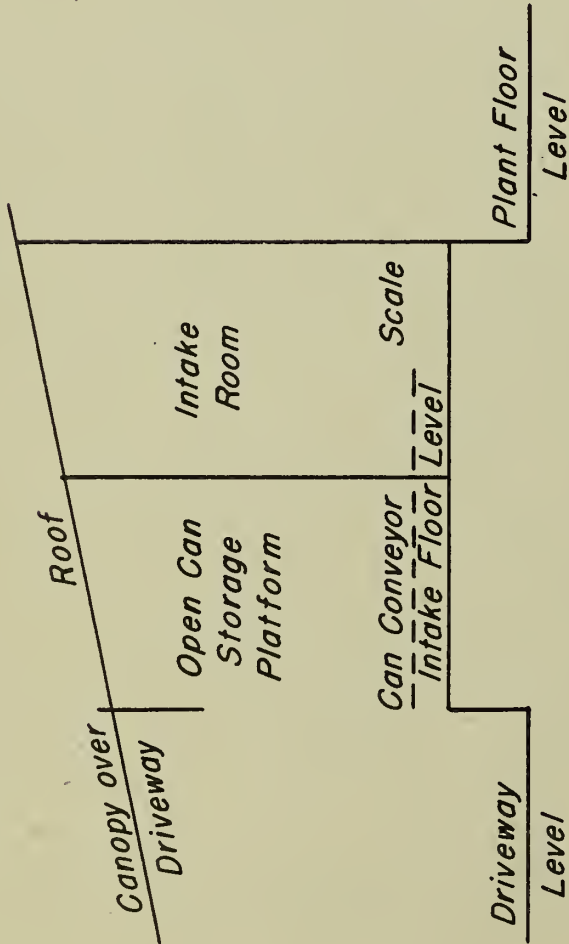 Canopy over
Driveway
Roof
Open Can
Storage
Platform
Intake
Room
Can Conveyor
Intake Floor Level
Scale
Driveway
Level
Plant Floor
Level